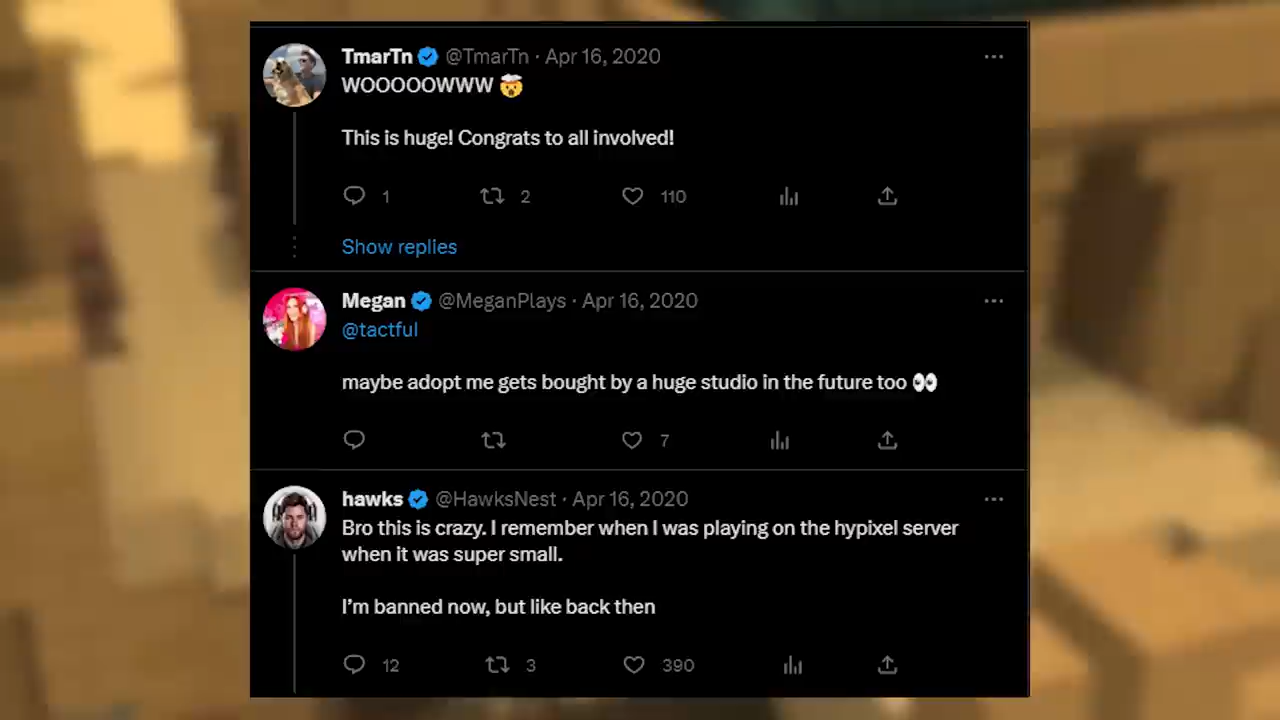 TmarTn @TmarTn · Apr 16, 2020
WOOOOOWWW 🤯
This is huge! Congrats to all involved!
1 2 110
Show replies
Megan @MeganPlays · Apr 16, 2020
@tactful
maybe adopt me gets bought by a huge studio in the future too 👀
7
hawks @HawksNest · Apr 16, 2020
Bro this is crazy. I remember when I was playing on the hypixel server
when it was super small.
I’m banned now, but like back then
12 3 390